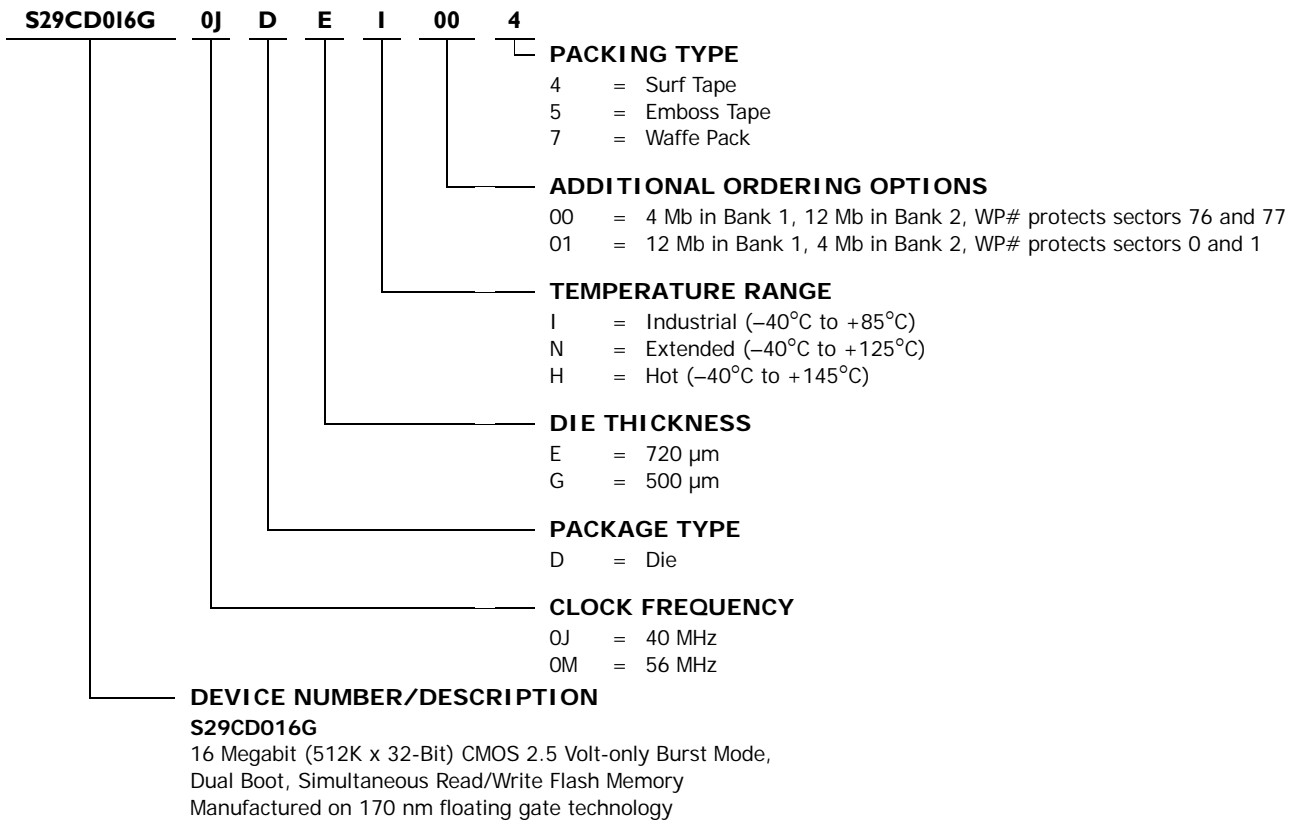 S29CD016G 0J D E I 00 4
PACKING TYPE
4 = Surf Tape
5 = Emboss Tape
7 = Waffe Pack
ADDITIONAL ORDERING OPTIONS
00 = 4 Mb in Bank 1, 12 Mb in Bank 2, WP# protects sectors 76 and 77
01 = 12 Mb in Bank 1, 4 Mb in Bank 2, WP# protects sectors 0 and 1
TEMPERATURE RANGE
I = Industrial (–40°C to +85°C)
N = Extended (–40°C to +125°C)
H = Hot (–40°C to +145°C)
DIE THICKNESS
E = 720 µm
G = 500 µm
PACKAGE TYPE
D = Die
CLOCK FREQUENCY
0J = 40 MHz
0M = 56 MHz
DEVICE NUMBER/DESCRIPTION
S29CD016G
16 Megabit (512K x 32-Bit) CMOS 2.5 Volt-only Burst Mode,
Dual Boot, Simultaneous Read/Write Flash Memory
Manufactured on 170 nm floating gate technology